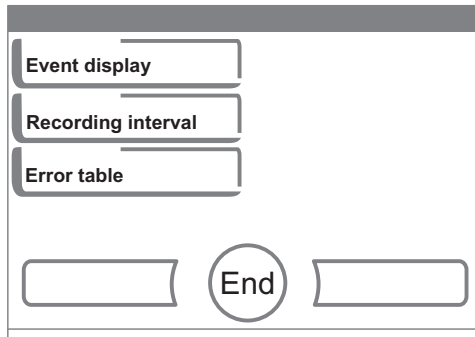 Event display
Recording interval
Error table
End